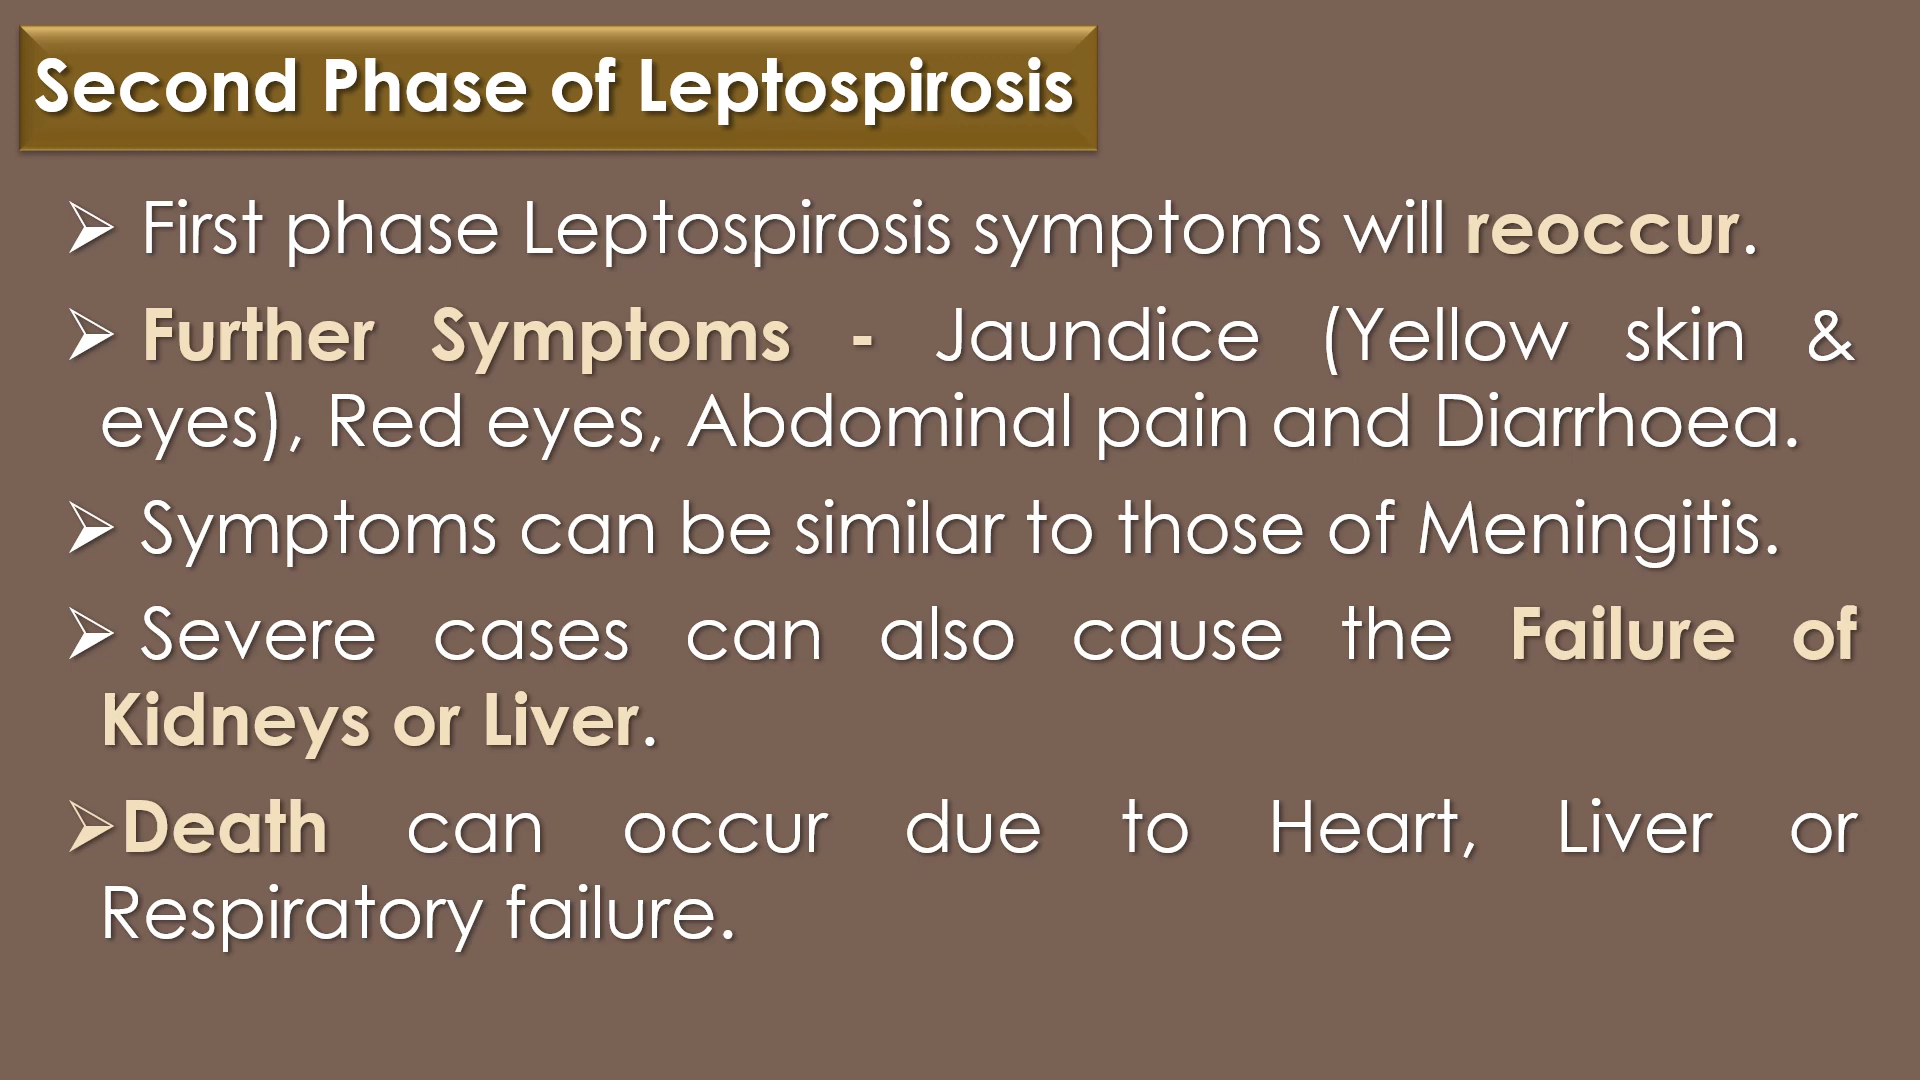 Second Phase of Leptospirosis
➢ First phase Leptospirosis symptoms will reoccur.
➢ Further Symptoms - Jaundice (Yellow skin &
eyes), Red eyes, Abdominal pain and Diarrhoea.
➢ Symptoms can be similar to those of Meningitis.
➢ Severe cases can also cause the Failure of
Kidneys or Liver.
➢Death can occur due to Heart, Liver or
Respiratory failure.